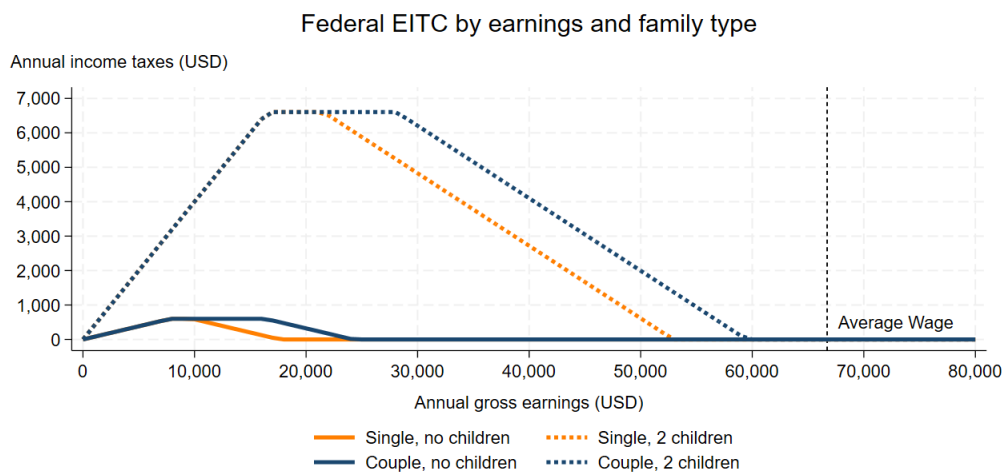 Federal EITC by earnings and family type
Annual income taxes (USD)
7,000
6,000
5,000
4,000
3,000
2,000
1,000
0
Average Wage
0 10,000 20,000 30,000 40,000 50,000 60,000 70,000 80,000
Annual gross earnings (USD)
Single, no children Single, 2 children
Couple, no children Couple, 2 children